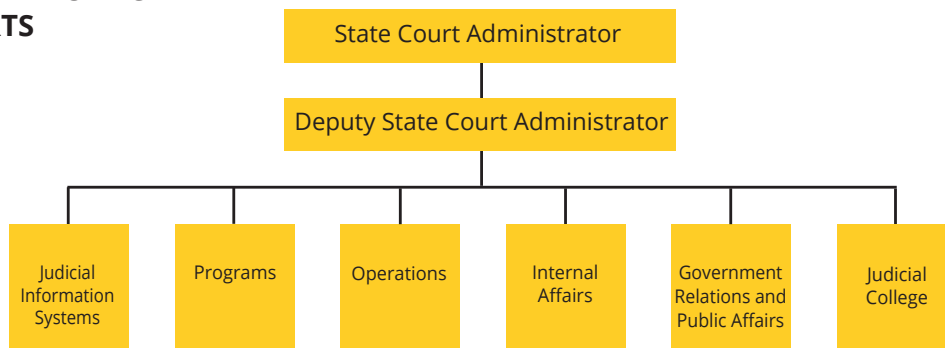 State Court Administrator
Deputy State Court Administrator
Judicial
Information
Systems
Programs
Operations
Internal
Affairs
Government
Relations and
Public Affairs
Judicial
College